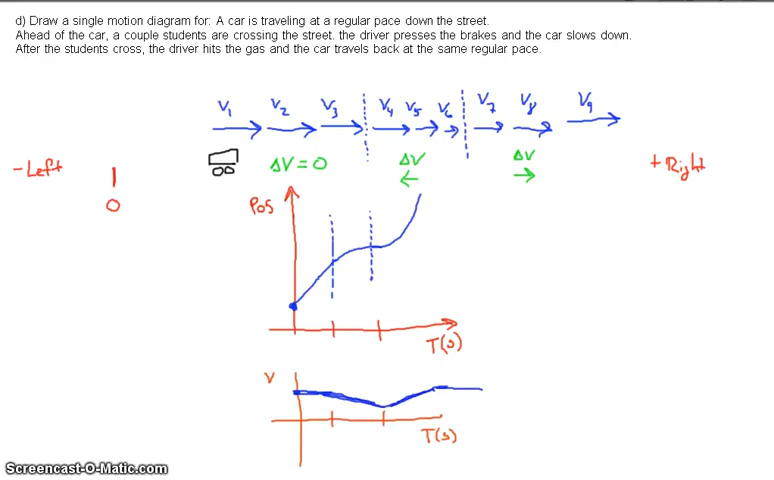 d) Draw a single motion diagram for: A car is traveling at a regular pace down the street.
Ahead of the car, a couple students are crossing the street. the driver presses the brakes and the car slows down.
After the students cross, the driver hits the gas and the car travels back at the same regular pace.
V1 V2 V3 V4 V5 V6 V7 V8 V9
- Left ΔV = 0 ΔV ΔV + Right
0
Pos
T(s)
V
T(s)
Screencast-O-Matic.com